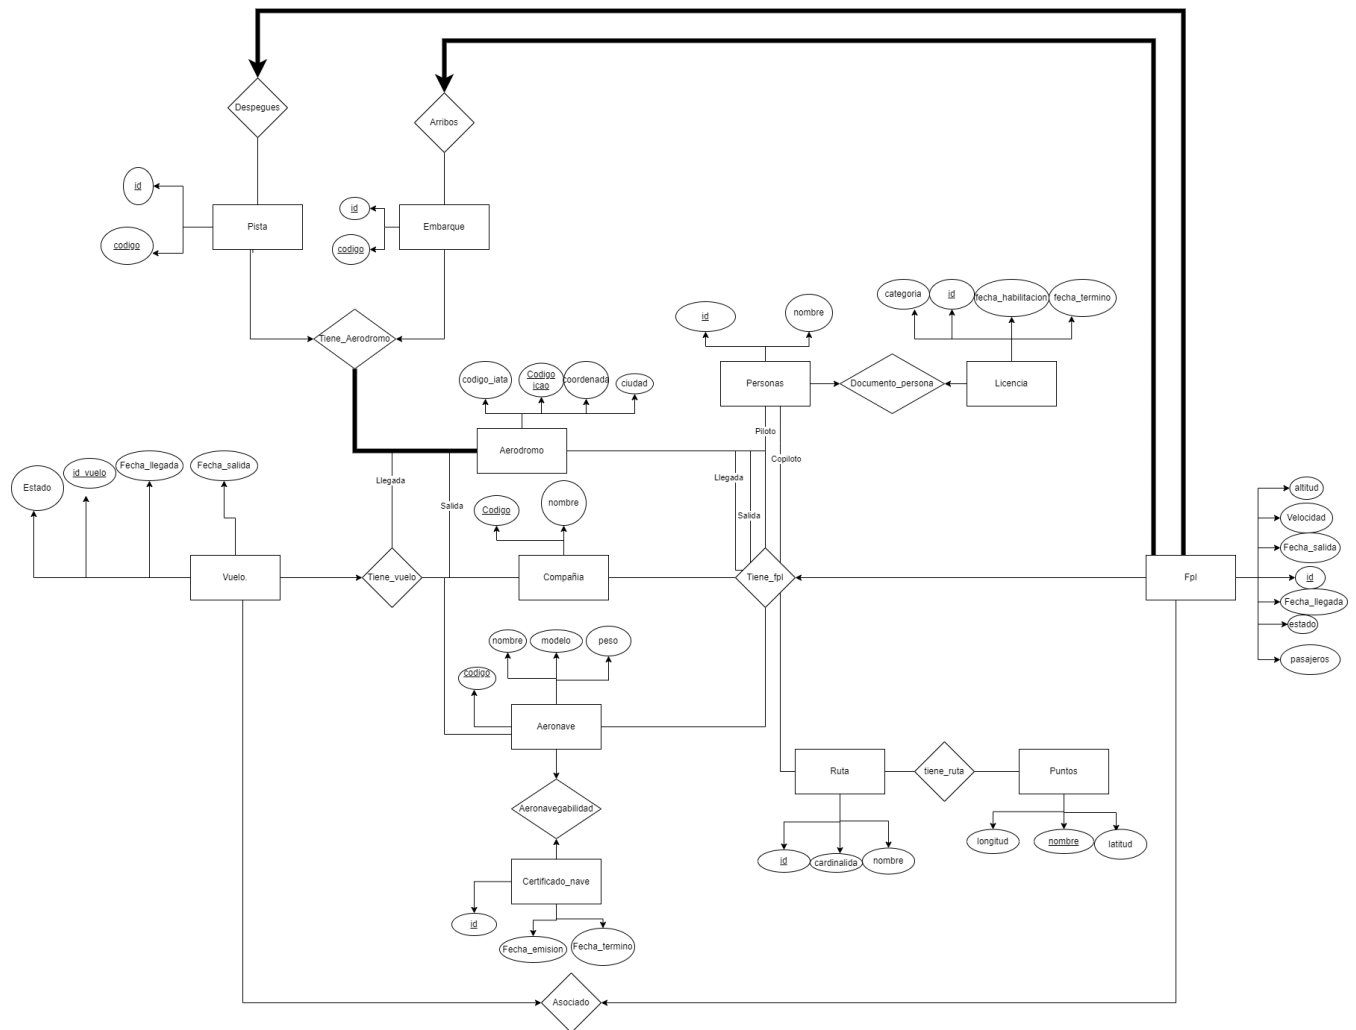 Despegues
Arribos
id
Pista
codigo
id
Embarque
codigo
Tiene_Aerodromo
id
nombre
categoria
id
fecha_habilitacion
fecha_termino
Personas
Documento_persona
Licencia
codigo_iata
Codigo
icao
coordenada
ciudad
Piloto
Copiloto
Aerodromo
Llegada
Salida
Llegada
Salida
Estado
id_vuelo
Fecha_llegada
Fecha_salida
Codigo
nombre
Vuelo.
Tiene_vuelo
Compañia
Tiene_fpl
Fpl
altitud
Velocidad
Fecha_salida
id
Fecha_llegada
estado
pasajeros
codigo
nombre
modelo
peso
Aeronave
Ruta
tiene_ruta
Puntos
id
cardinalida
nombre
longitud
nombre
latitud
Aeronavegabilidad
Certificado_nave
id
Fecha_emision
Fecha_termino
Asociado